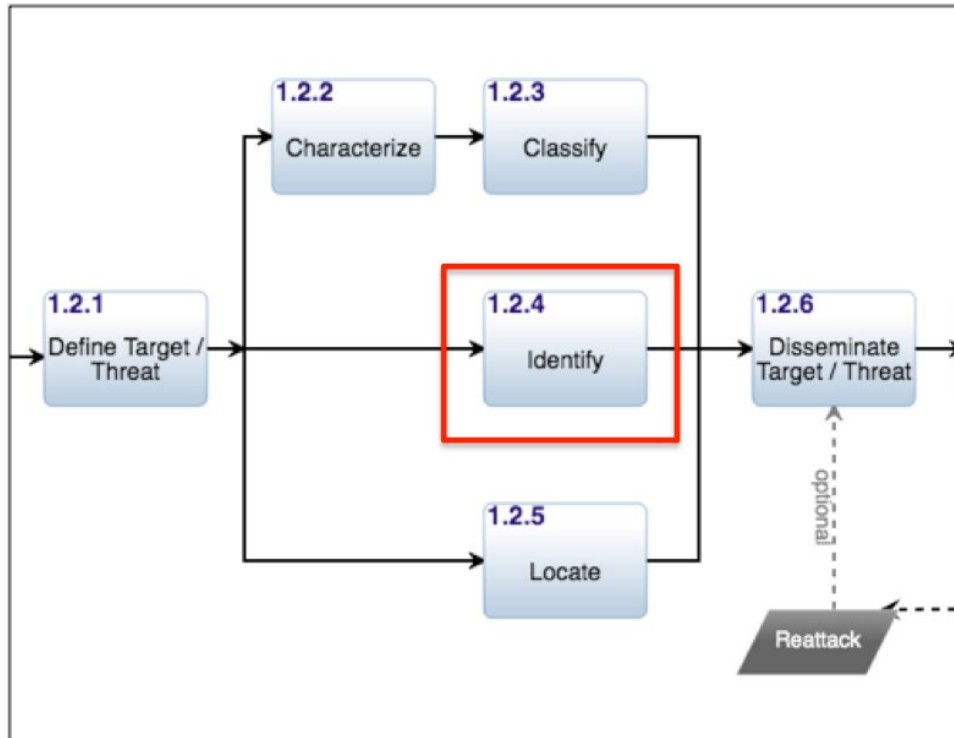 1.2.2
Characterize
1.2.3
Classify
1.2.1
Define Target /
Threat
1.2.4
Identify
1.2.6
Disseminate
Target / Threat
1.2.5
Locate
optional
Reattack